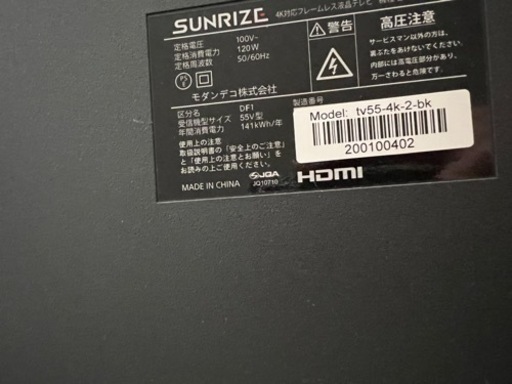 SUNRIZE 4K対応フレームレス液晶テレビ
定格電圧 100V~
定格消費電力 120W
定格周波数 50/60Hz
PS
E
モダンデコ株式会社
警告
高圧注意
サービスマン以外の方は、
裏ぶたをあけないでください。
内部には高電圧部分があり、
万一さわると危険です。
区分名 DF1
受信機型サイズ 55V型
年間消費電力 141kWh/年
使用上の注意
取扱説明書の「安全上のご注意」
と「使用上の注意とお願い」を
お読みの上ご使用ください。
MADE IN CHINA
JQA
JQ10710
製造番号
Model: tv55-4k-2-bk
200100402
HDMI